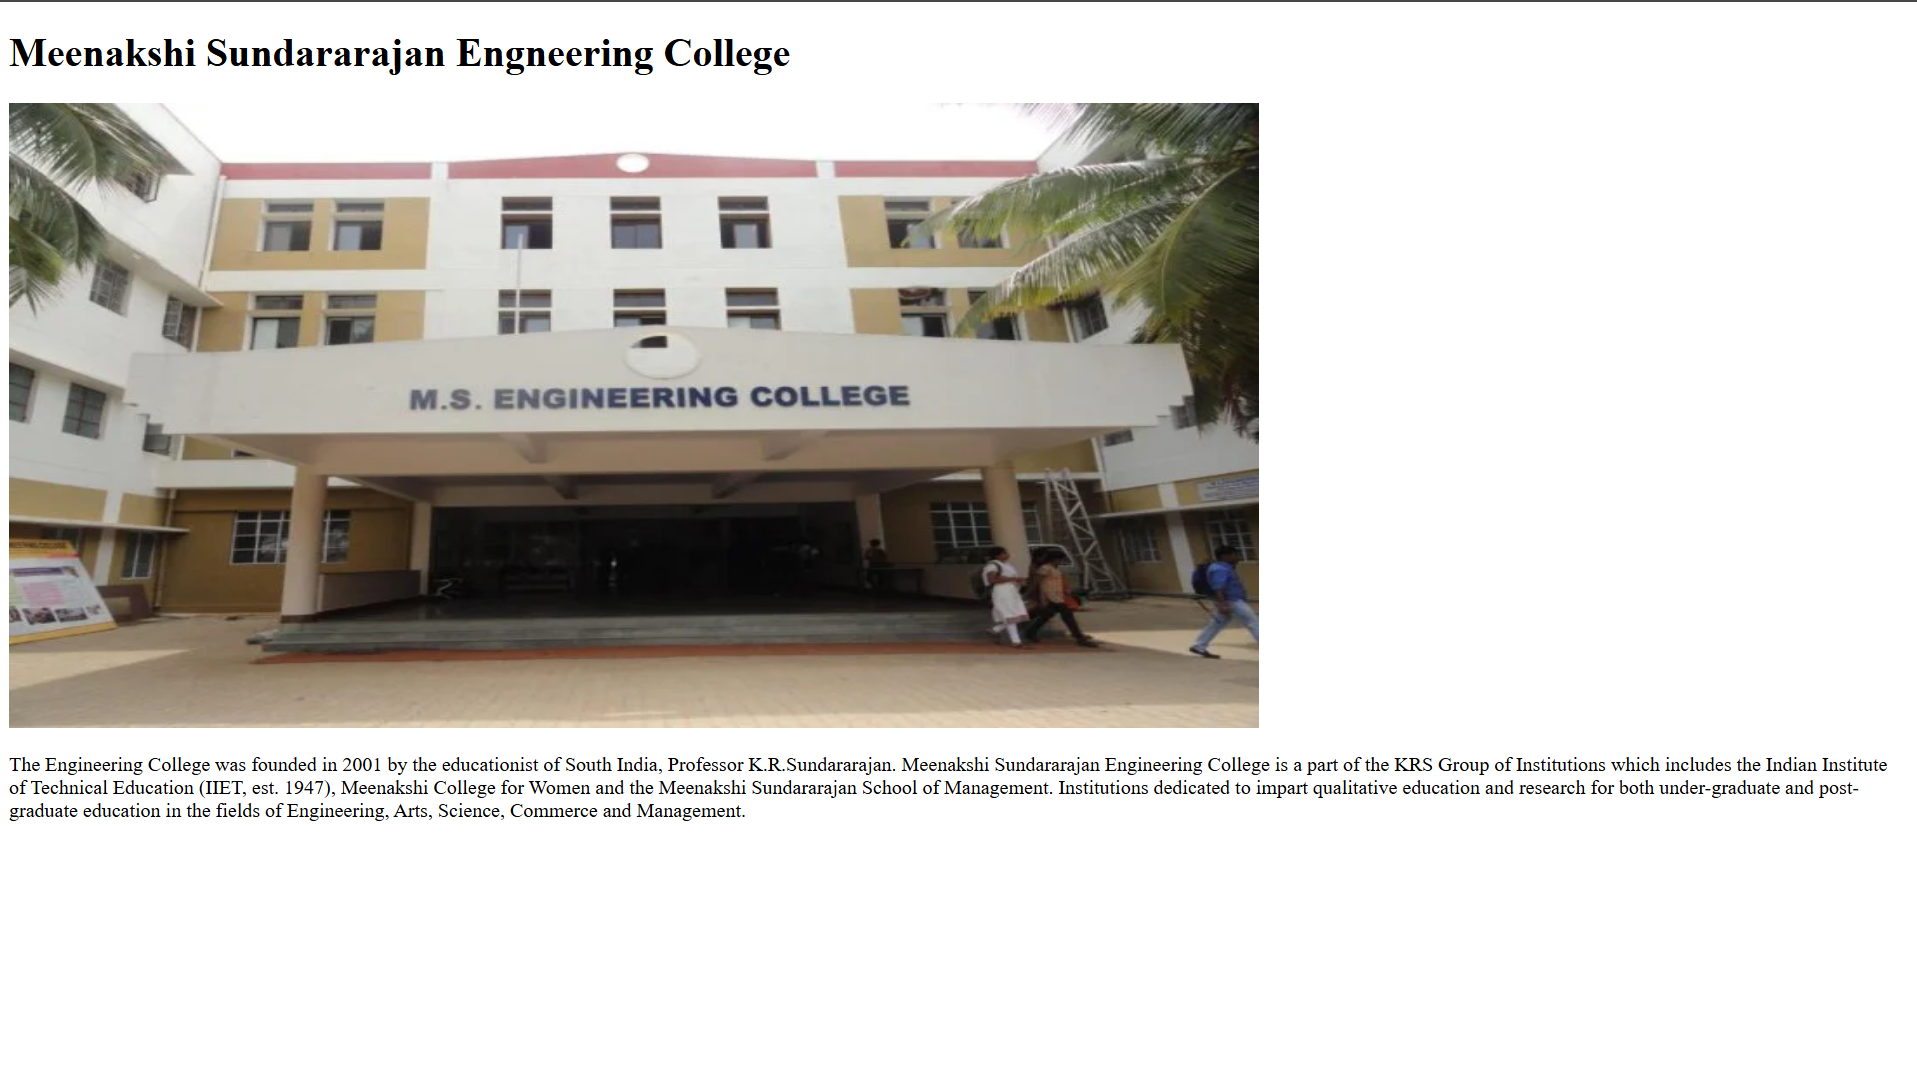 Meenakshi Sundararajan Engneering College
M.S. ENGINEERING COLLEGE
The Engineering College was founded in 2001 by the educationist of South India, Professor K.R.Sundararajan. Meenakshi Sundararajan Engineering College is a part of the KRS Group of Institutions which includes the Indian Institute
of Technical Education (IIET, est. 1947), Meenakshi College for Women and the Meenakshi Sundararajan School of Management. Institutions dedicated to impart qualitative education and research for both under-graduate and post-
graduate education in the fields of Engineering, Arts, Science, Commerce and Management.